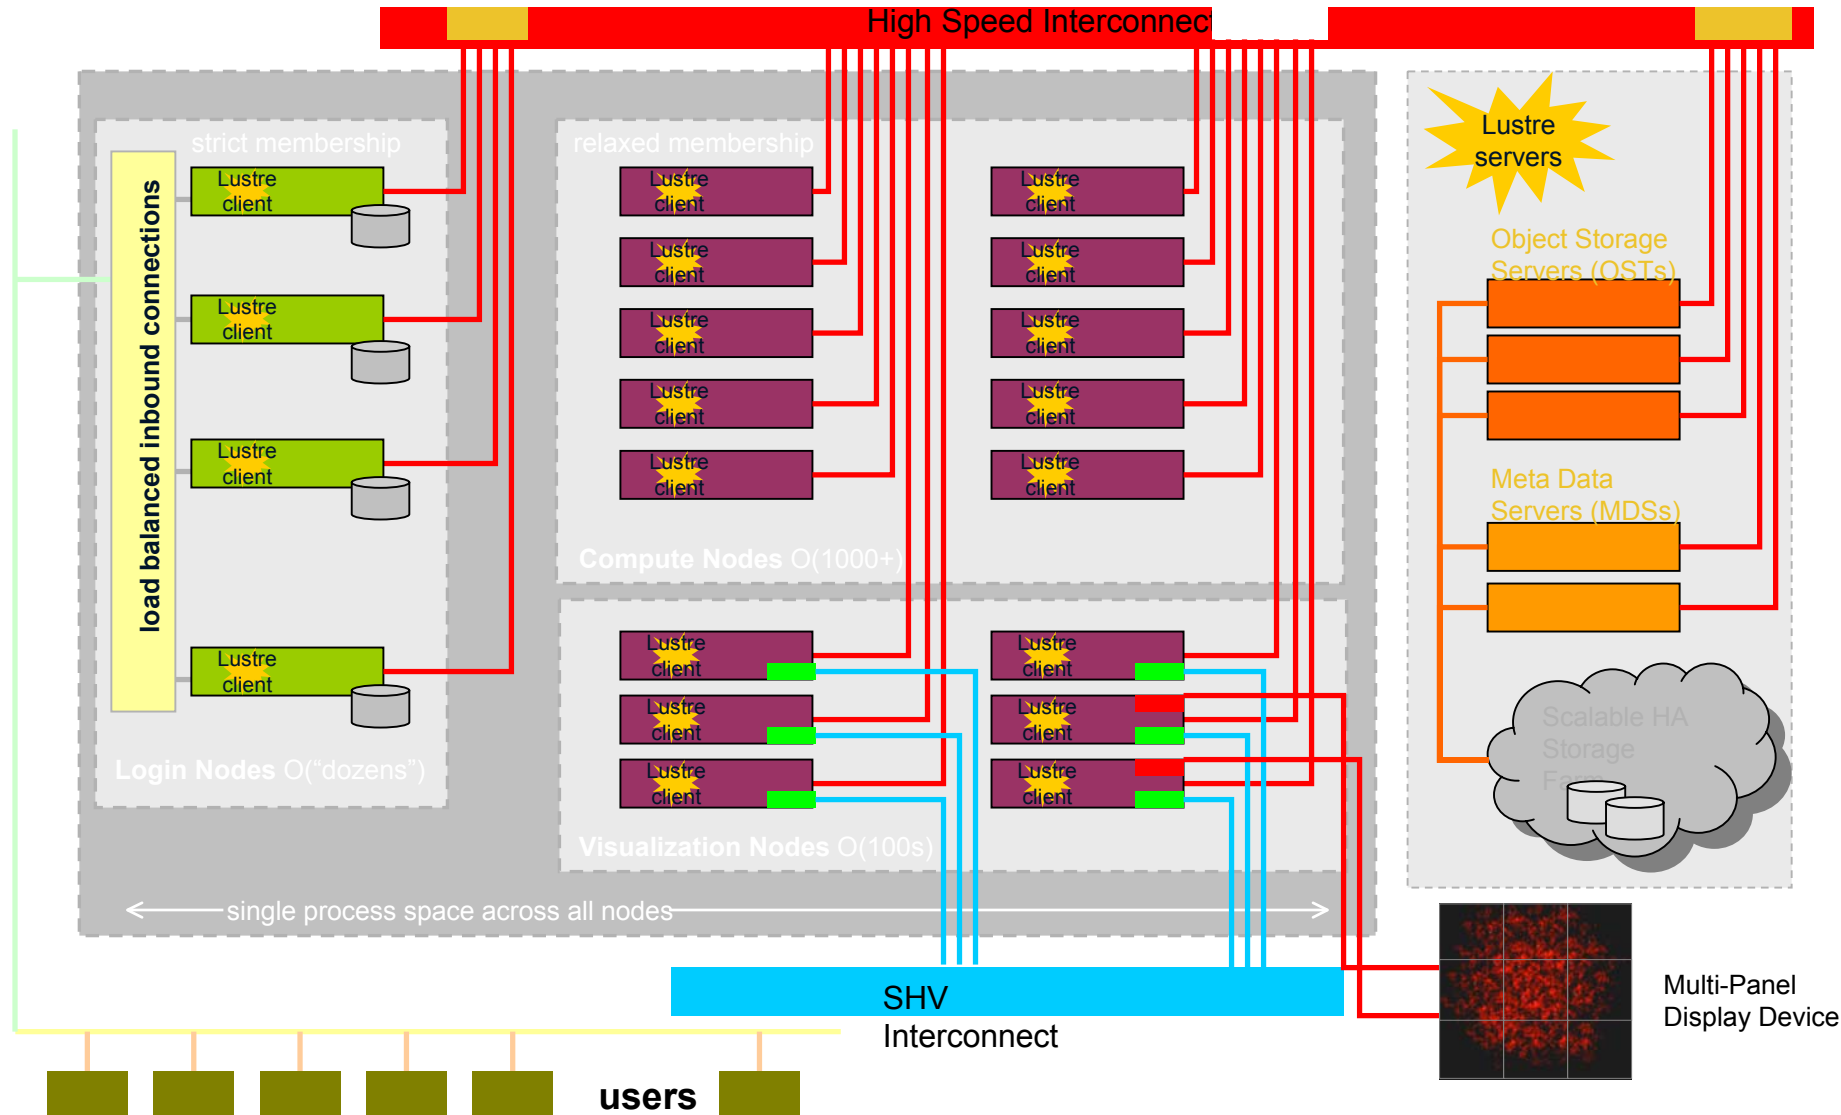 High Speed Interconnect
strict membership
relaxed membership
Lustre
servers
load balanced inbound connections
Lustre
client
Lustre
client
Lustre
client
Lustre
client
Lustre
client
Lustre
client
Lustre
client
Lustre
client
Lustre
client
Lustre
client
Lustre
client
Lustre
client
Lustre
client
Lustre
client
Compute Nodes O(1000+)
Object Storage
Servers (OSTs)
Meta Data
Servers (MDSs)
Lustre
client
Lustre
client
Lustre
client
Lustre
client
Lustre
client
Lustre
client
Login Nodes O(“dozens”)
Visualization Nodes O(100s)
Scalable HA
Storage
Farm
single process space across all nodes
SHV
Interconnect
Multi-Panel
Display Device
users